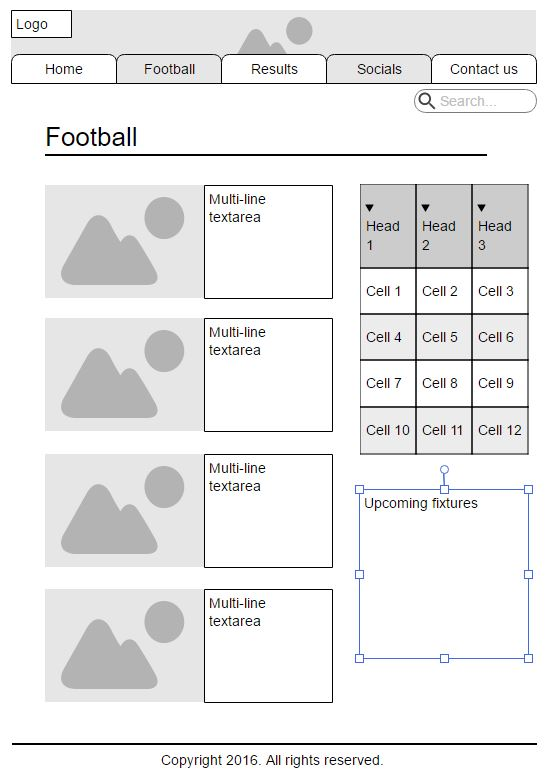 Logo
Home Football Results Socials Contact us
Search...
Football
Multi-line
textarea
Multi-line
textarea
Multi-line
textarea
Multi-line
textarea
▼ ▼ ▼
Head Head Head
1 2 3
Cell 1 Cell 2 Cell 3
Cell 4 Cell 5 Cell 6
Cell 7 Cell 8 Cell 9
Cell 10 Cell 11 Cell 12
Upcoming fixtures
Copyright 2016. All rights reserved.